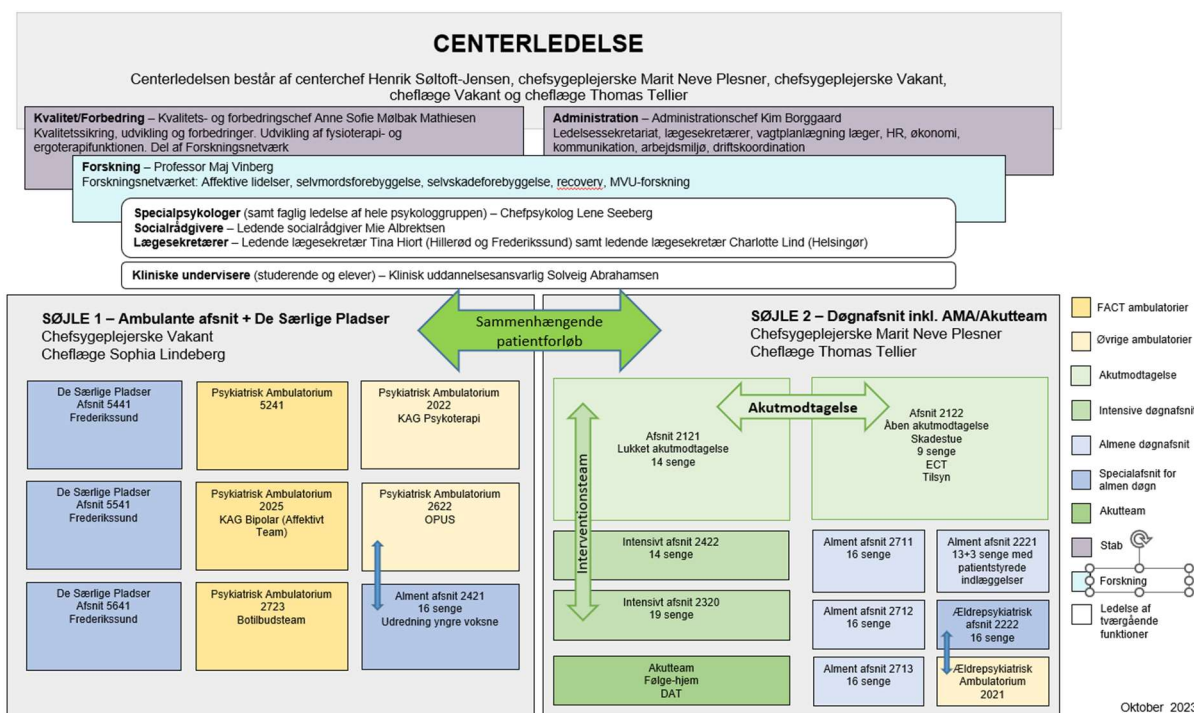 CENTERLEDELSE
Centerledelsen består af centerchef Henrik Søltoft-Jensen, chefsygeplejerske Marit Neve Plesner, chefsygeplejerske Vakant,
cheflæge Vakant og cheflæge Thomas Tellier
Kvalitet/Forbedring – Kvalitets- og forbedringschef Anne Sofie Mølbak Mathiesen
Kvalitetssikring, udvikling og forbedringer. Udvikling af fysioterapi- og
ergoterapifunktionen. Del af Forskningsnetværk
Administration – Administrationschef Kim Borggaard
Ledelsessekretariat, lægesekretærer, vagtplanlægning læger, HR, økonomi,
kommunikation, arbejdsmiljø, driftskoordination
Forskning – Professor Maj Vinberg
Forskningsnetværket: Affektive lidelser, selvmordsforebyggelse, selvskadeforebyggelse, recovery, MVU-forskning
Specialpsykologer (samt faglig ledelse af hele psykologgruppen) – Chefpsykolog Lene Seeberg
Socialrådgivere – Ledende socialrådgiver Mie Albrektsen
Lægesekretærer – Ledende lægesekretær Tina Hiort (Hillerød og Frederikssund) samt ledende lægesekretær Charlotte Lind (Helsingør)
Kliniske undervisere (studerende og elever) – Klinisk uddannelsesansvarlig Solveig Abrahamsen
SØJLE 1 – Ambulante afsnit + De Særlige Pladser
Chefsygeplejerske Vakant
Cheflæge Sophia Lindeberg
Sammenhængende
patientforløb
SØJLE 2 – Døgnafsnit inkl. AMA/Akutteam
Chefsygeplejerske Marit Neve Plesner
Cheflæge Thomas Tellier
De Særlige Pladser
Afsnit 5441
Frederikssund
Psykiatrisk Ambulatorium
5241
Psykiatrisk Ambulatorium
2022
KAG Psykoterapi
De Særlige Pladser
Afsnit 5541
Frederikssund
Psykiatrisk Ambulatorium
2025
KAG Bipolar (Affektivt
Team)
Psykiatrisk Ambulatorium
2622
OPUS
De Særlige Pladser
Afsnit 5641
Frederikssund
Psykiatrisk Ambulatorium
2723
Botilbudsteam
Alment afsnit 2421
16 senge
Udredning yngre voksne
Interventionsteam
Afsnit 2121
Lukket akutmodtagelse
14 senge
Akutmodtagelse
Afsnit 2122
Åben akutmodtagelse
Skadestue
9 senge
ECT
Tilsyn
Intensivt afsnit 2422
14 senge
Alment afsnit 2711
16 senge
Alment afsnit 2221
13+3 senge med
patientstyrede
indlæggelser
Intensivt afsnit 2320
19 senge
Alment afsnit 2712
16 senge
Ældrepsykiatrisk
afsnit 2222
16 senge
Akutteam
Følge-hjem
DAT
Alment afsnit 2713
16 senge
Ældrepsykiatrisk
Ambulatorium
2021
FACT ambulatorier
Øvrige ambulatorier
Akutmodtagelse
Intensive døgnafsnit
Almene døgnafsnit
Specialafsnit for
almen døgn
Akutteam
Stab
Forskning
Ledelse af
tværgående
funktioner
Oktober 2023